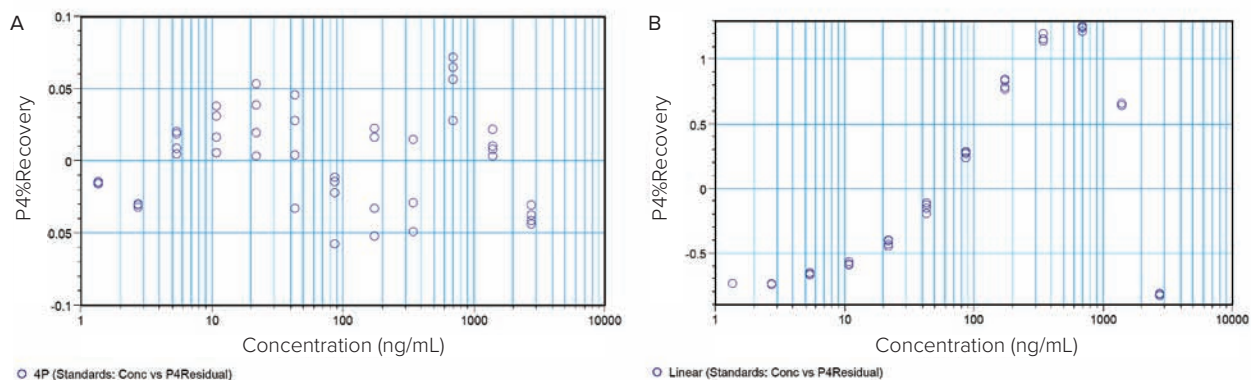 A
B
0.1
0.05
0
0.05
-0.1
P4%Recovery
1
10
100
1000
10000
Concentration (ng/mL)
4P (Standards: Conc vs P4Residual)
1
0.5
0
-0.5
P4%Recovery
1
10
100
1000
10000
Concentration (ng/mL)
Linear (Standards: Conc vs P4Residual)